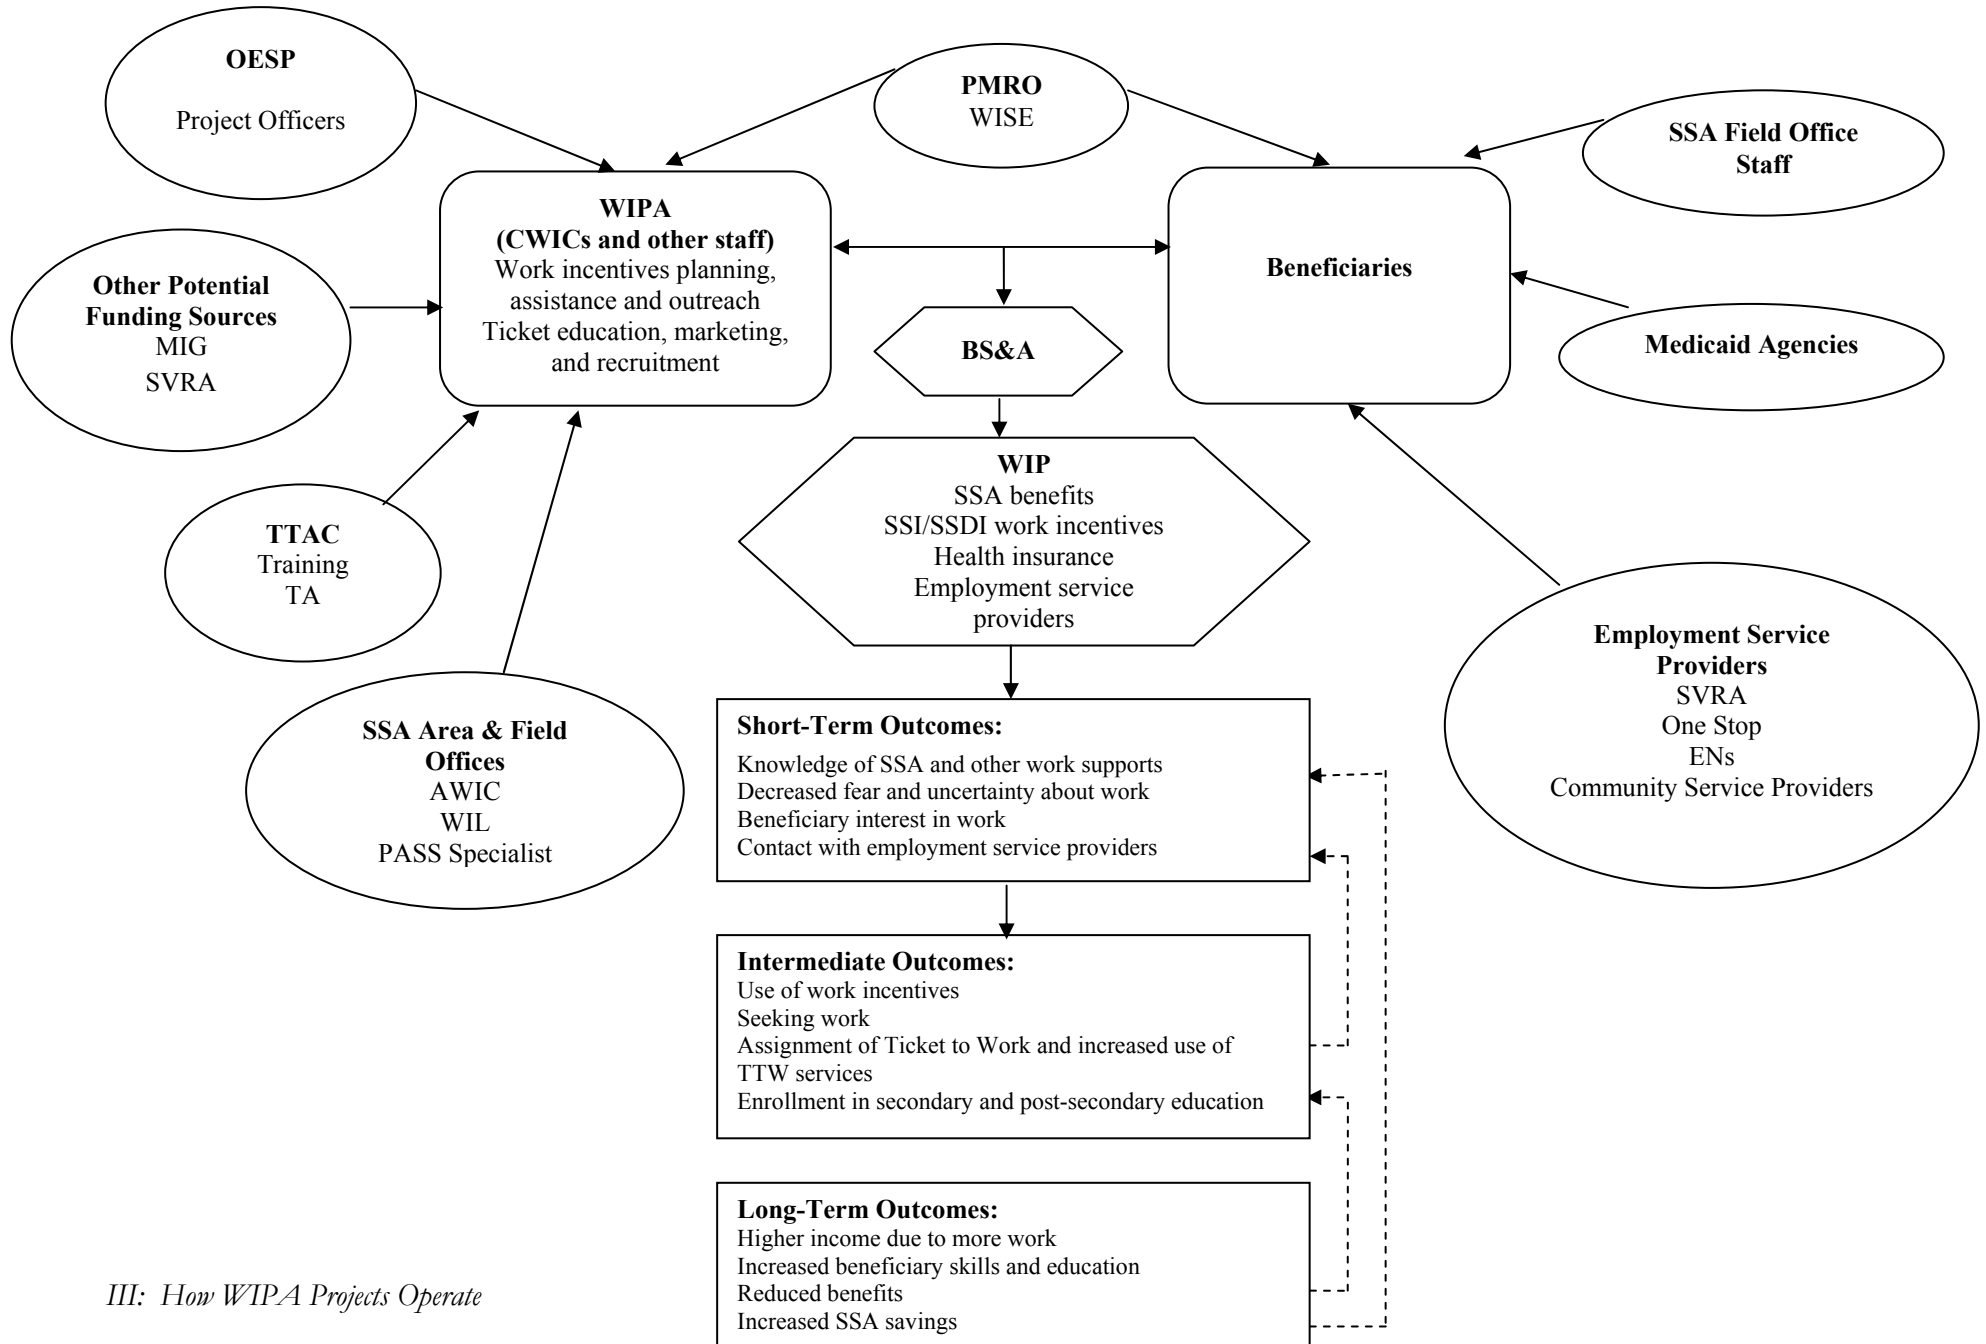 OESP
Project Officers
PMRO
WISE
SSA Field Office
Staff
WIPA
(CWICs and other staff)
Work incentives planning,
assistance and outreach
Ticket education, marketing,
and recruitment
Beneficiaries
Other Potential
Funding Sources
MIG
SVRA
BS&A
Medicaid Agencies
WIP
SSA benefits
SSI/SSDI work incentives
Health insurance
Employment service
providers
TTAC
Training
TA
Employment Service
Providers
SVRA
One Stop
ENs
Community Service Providers
SSA Area & Field
Offices
AWIC
WIL
PASS Specialist
Short-Term Outcomes:
Knowledge of SSA and other work supports
Decreased fear and uncertainty about work
Beneficiary interest in work
Contact with employment service providers
Intermediate Outcomes:
Use of work incentives
Seeking work
Assignment of Ticket to Work and increased use of
TTW services
Enrollment in secondary and post-secondary education
Long-Term Outcomes:
Higher income due to more work
Increased beneficiary skills and education
Reduced benefits
Increased SSA savings
III: How WIPA Projects Operate